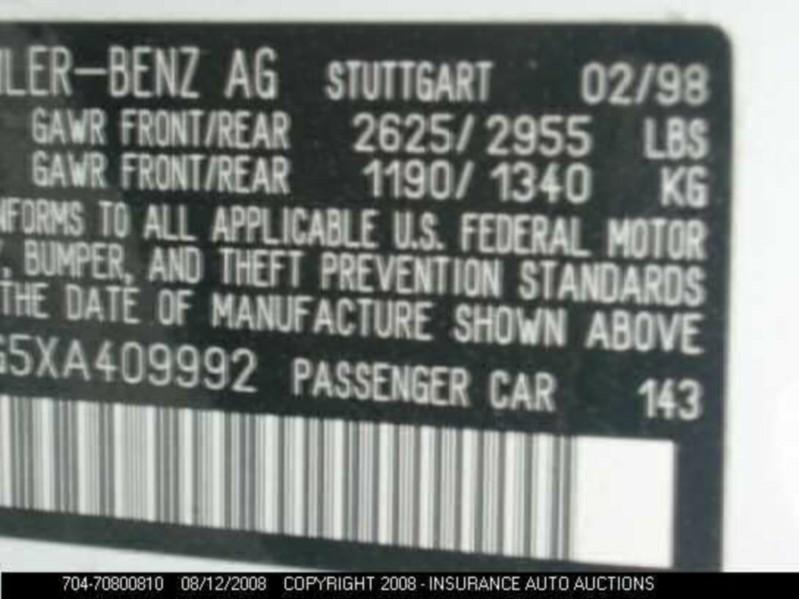 ILER-BENZ AG STUTTGART 02/98
GAWR FRONT/REAR 2625/2955 LBS
GAWR FRONT/REAR 1190/1340 KG
NFORMS TO ALL APPLICABLE U.S. FEDERAL MOTOR
, BUMPER, AND THEFT PREVENTION STANDARDS
THE DATE OF MANUFACTURE SHOWN ABOVE
G5XA409992 PASSENGER CAR 143
704-70800810 08/12/2008 COPYRIGHT 2008 - INSURANCE AUTO AUCTIONS